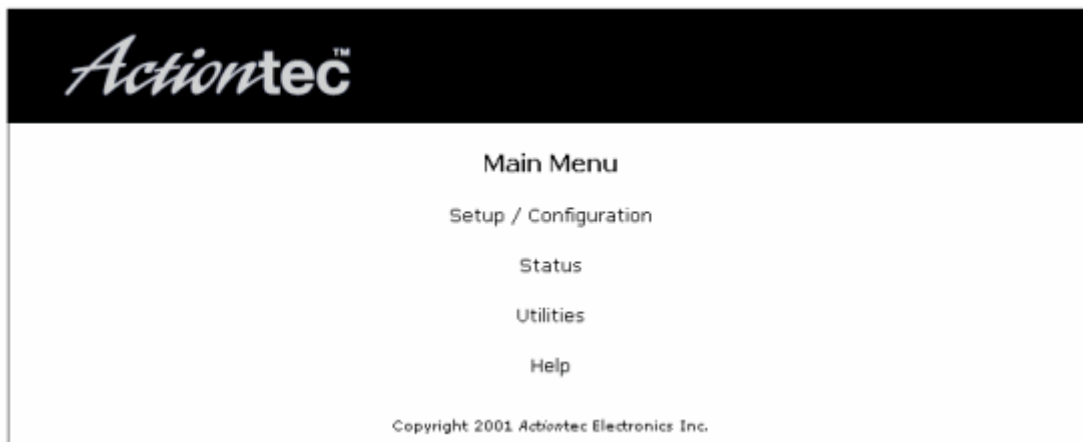 Actiontec™
Main Menu
Setup / Configuration
Status
Utilities
Help
Copyright 2001 Actiontec Electronics Inc.